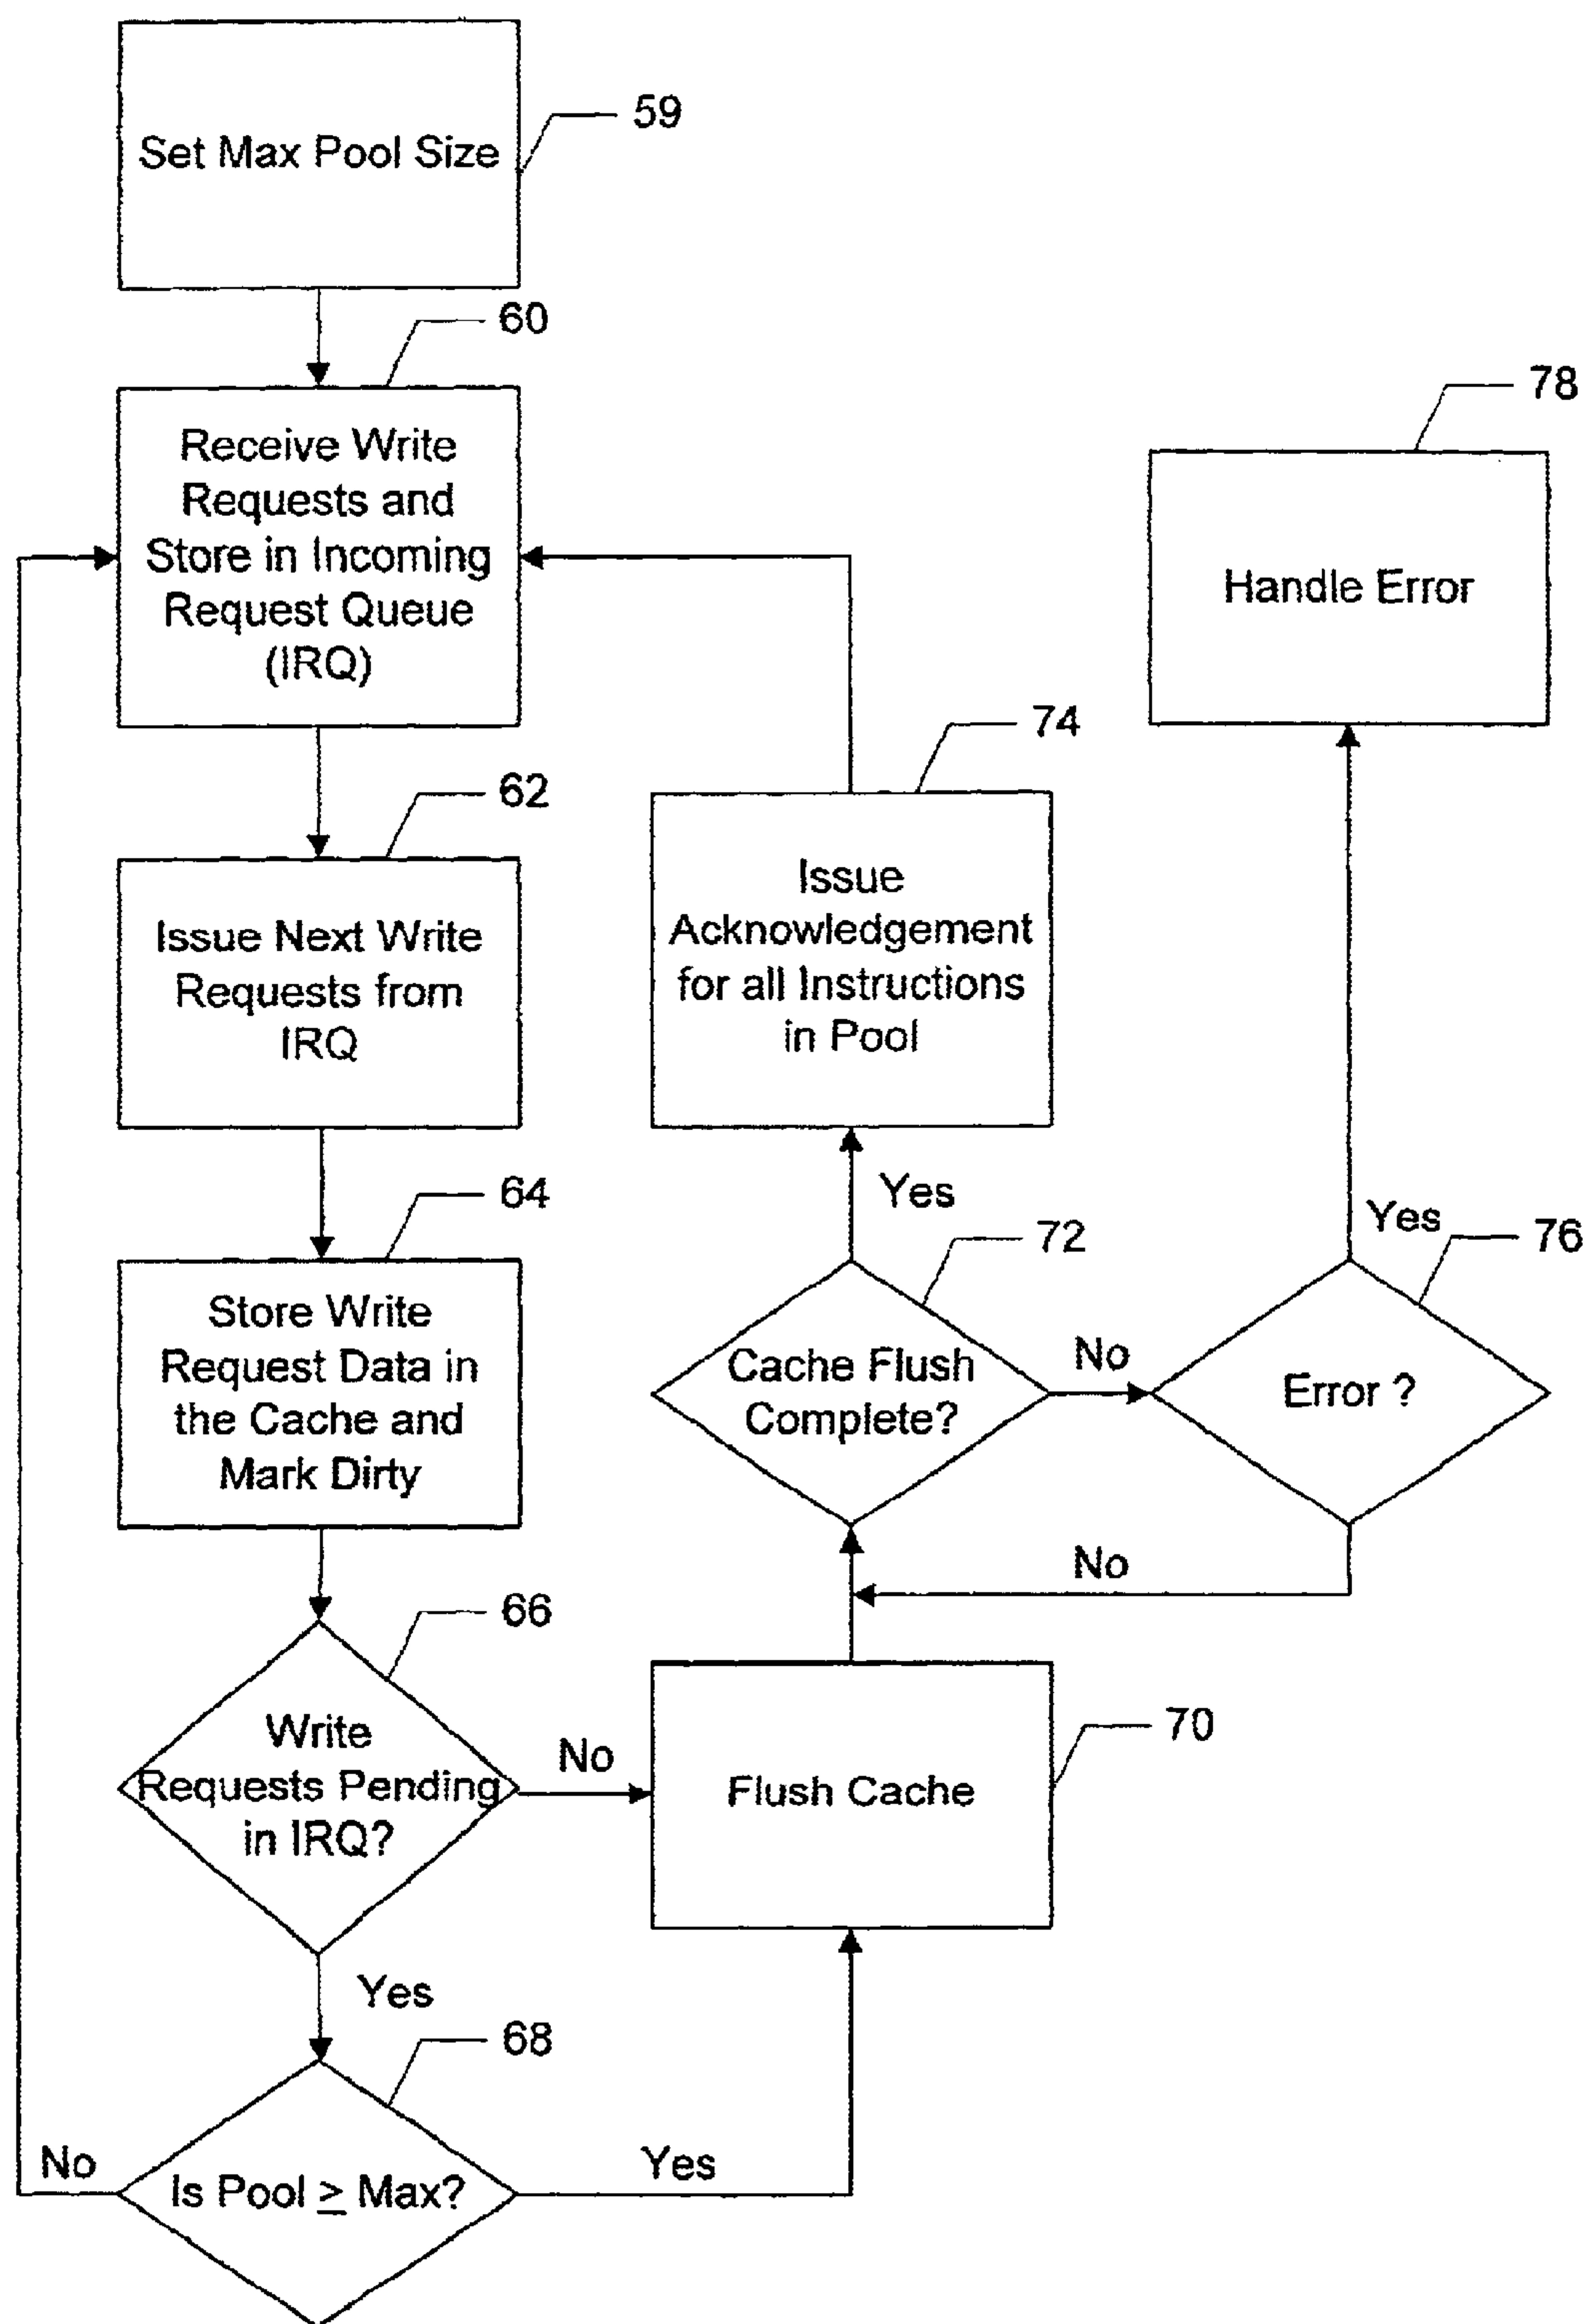 Set Max Pool Size
59
60
Receive Write
Requests and
Store in Incoming
Request Queue
(IRQ)
78
Handle Error
62
Issue Next Write
Requests from
IRQ
74
Issue
Acknowledgement
for all Instructions
in Pool
64
Store Write
Request Data in
the Cache and
Mark Dirty
Yes
72
Cache Flush
Complete?
No
Yes
76
Error ?
No
66
Write
Requests Pending
in IRQ?
No
70
Flush Cache
Yes
68
No
Is Pool ≥ Max?
Yes